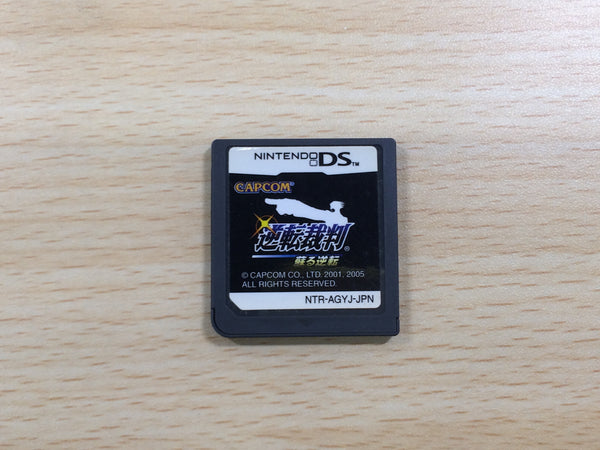 NINTENDO DS™
CAPCOM®
逆転裁判®
蘇る逆転
© CAPCOM CO., LTD. 2001, 2005
ALL RIGHTS RESERVED.
NTR-AGYJ-JPN